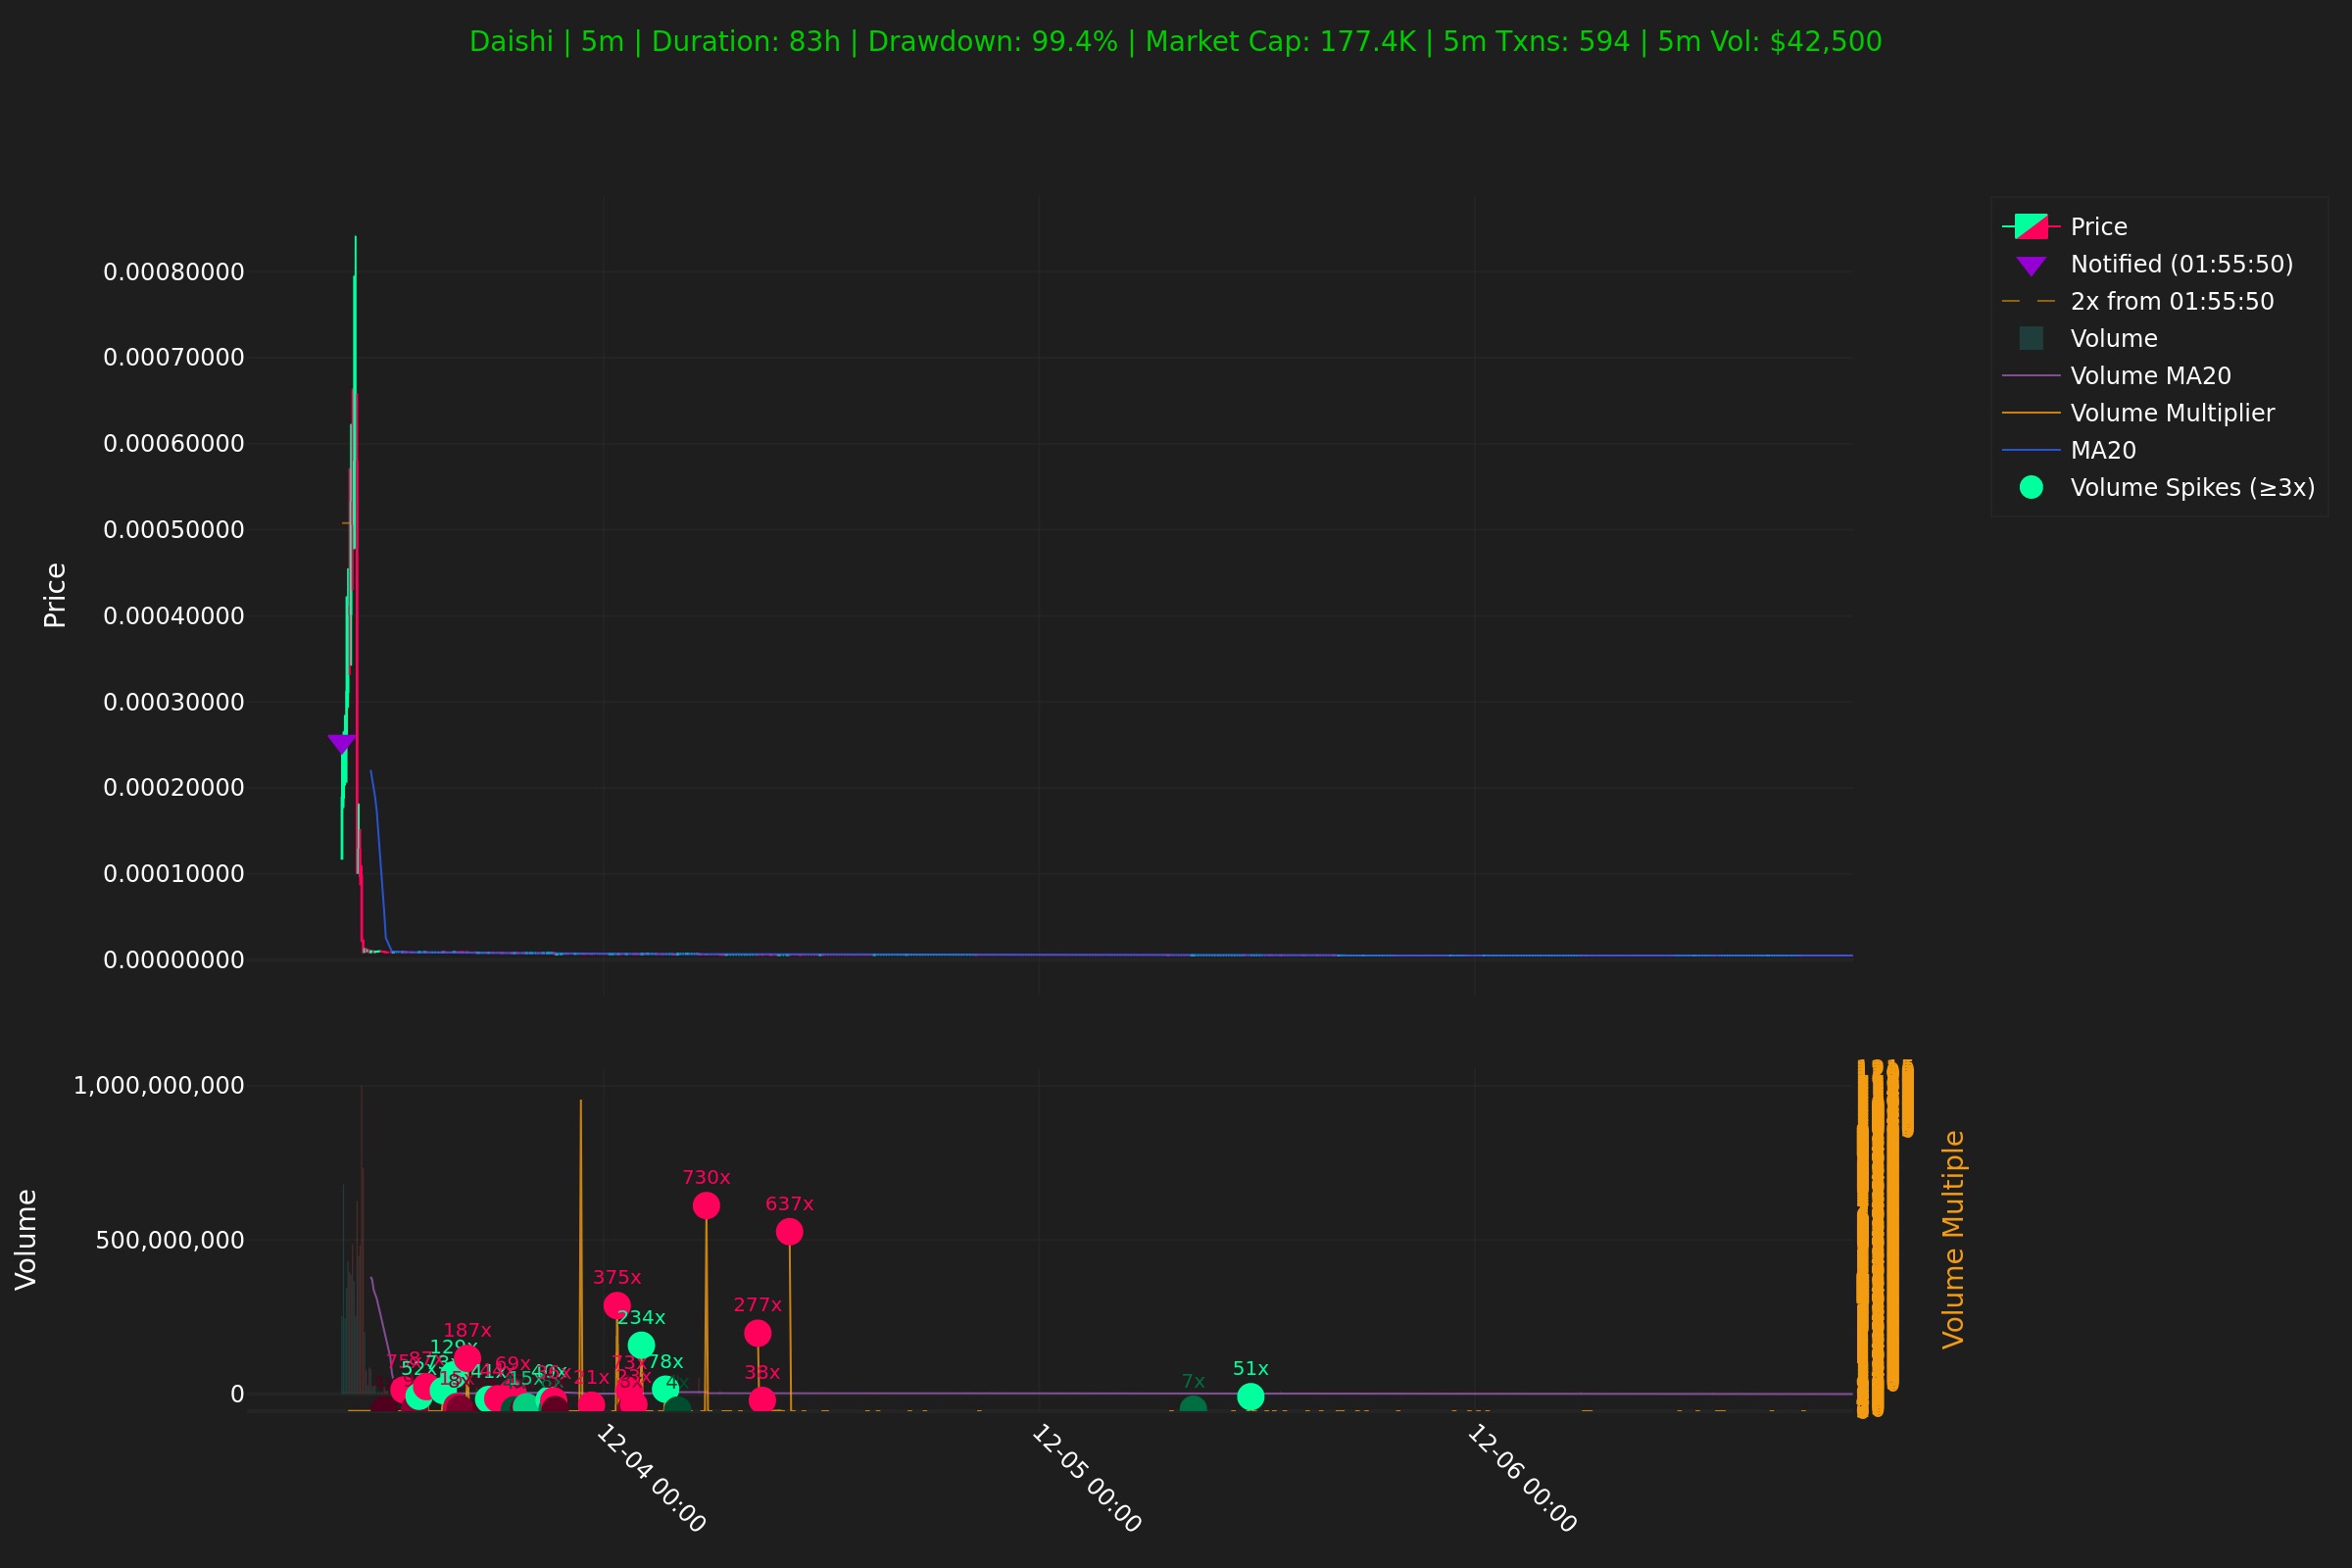 Daishi | 5m | Duration: 83h | Drawdown: 99.4% | Market Cap: 177.4K | 5m Txns: 594 | 5m Vol: $42,500
Price
0.00080000
0.00070000
0.00060000
0.00050000
0.00040000
0.00030000
0.00020000
0.00010000
0.00000000
Price
Notified (01:55:50)
2x from 01:55:50
Volume
Volume MA20
Volume Multiplier
MA20
Volume Spikes (≥3x)
Volume
1,000,000,000
500,000,000
0
730x
637x
375x
277x
234x
187x
129x
52x
73x
41x
69x
15x
40x
21x
73x
78x
4x
38x
7x
51x
Volume Multiple
12-04 00:00
12-05 00:00
12-06 00:00